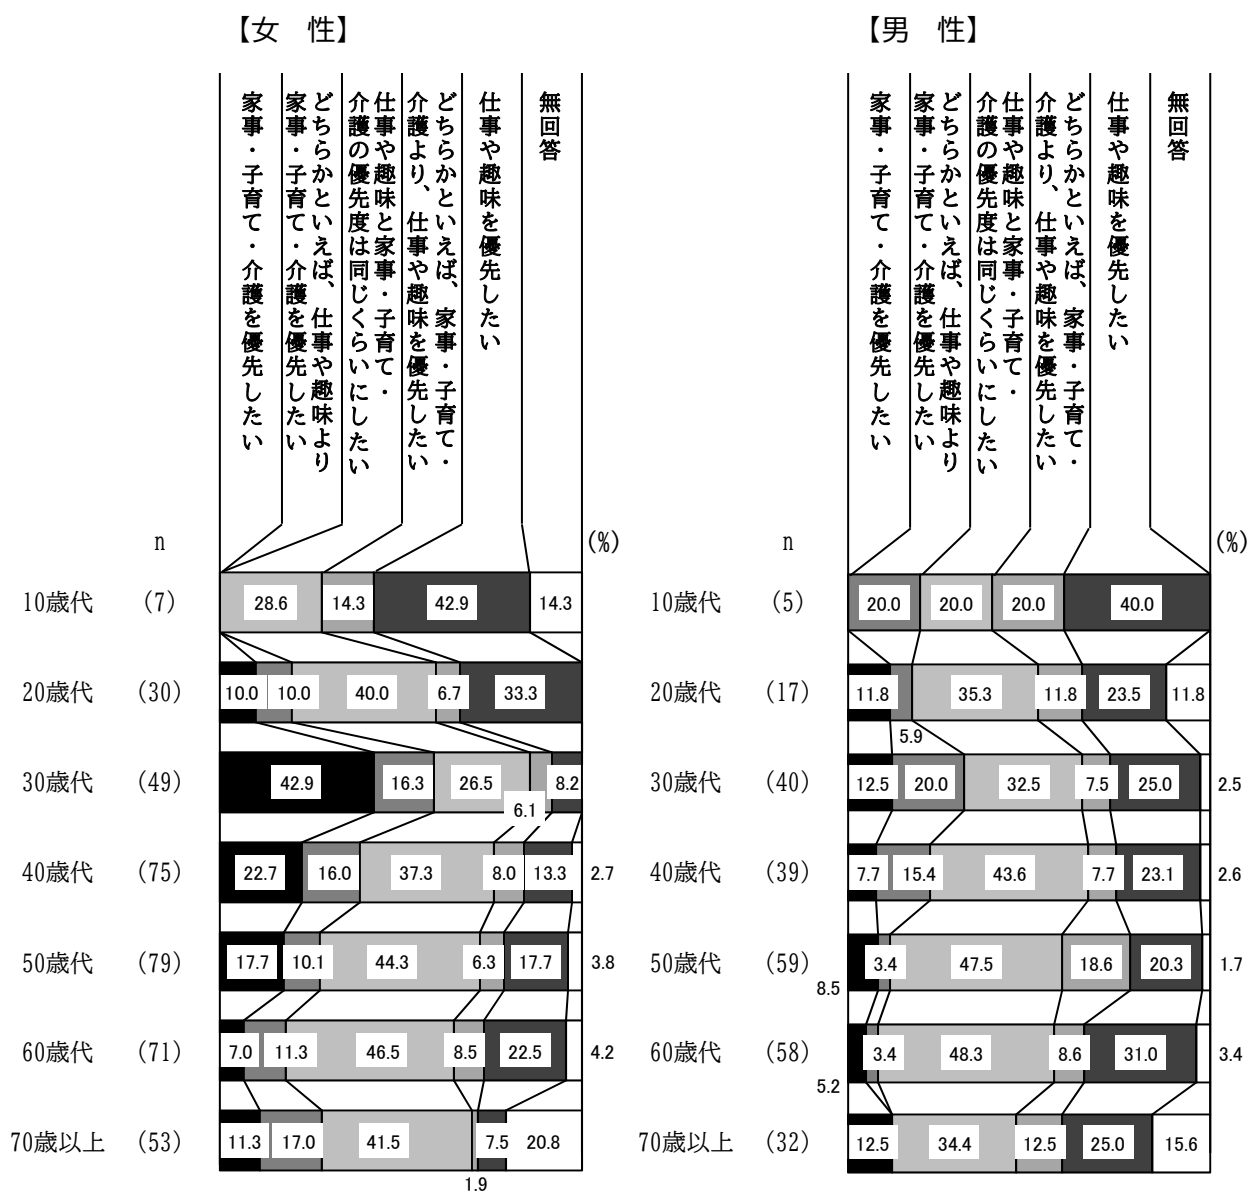 【女　性】
家事・子育て・介護を優先したい
どちらかといえば、仕事や趣味より
家事・子育て・介護を優先したい
仕事や趣味と家事・子育て・
介護の優先度は同じくらいにしたい
どちらかといえば、家事・子育て・
介護より、仕事や趣味を優先したい
仕事や趣味を優先したい
無回答
n
(%)
10歳代 (7) 28.6 14.3 42.9 14.3
20歳代 (30) 10.0 10.0 40.0 6.7 33.3
30歳代 (49) 42.9 16.3 26.5 6.1 8.2
40歳代 (75) 22.7 16.0 37.3 8.0 13.3 2.7
50歳代 (79) 17.7 10.1 44.3 6.3 17.7 3.8
60歳代 (71) 7.0 11.3 46.5 8.5 22.5 4.2
70歳以上 (53) 11.3 17.0 41.5 1.9 7.5 20.8
【男　性】
家事・子育て・介護を優先したい
どちらかといえば、仕事や趣味より
家事・子育て・介護を優先したい
仕事や趣味と家事・子育て・
介護の優先度は同じくらいにしたい
どちらかといえば、家事・子育て・
介護より、仕事や趣味を優先したい
仕事や趣味を優先したい
無回答
n
(%)
10歳代 (5) 20.0 20.0 20.0 40.0
20歳代 (17) 11.8 5.9 35.3 11.8 23.5 11.8
30歳代 (40) 12.5 20.0 32.5 7.5 25.0 2.5
40歳代 (39) 7.7 15.4 43.6 7.7 23.1 2.6
50歳代 (59) 8.5 3.4 47.5 18.6 20.3 1.7
60歳代 (58) 5.2 3.4 48.3 8.6 31.0 3.4
70歳以上 (32) 12.5 34.4 12.5 25.0 15.6